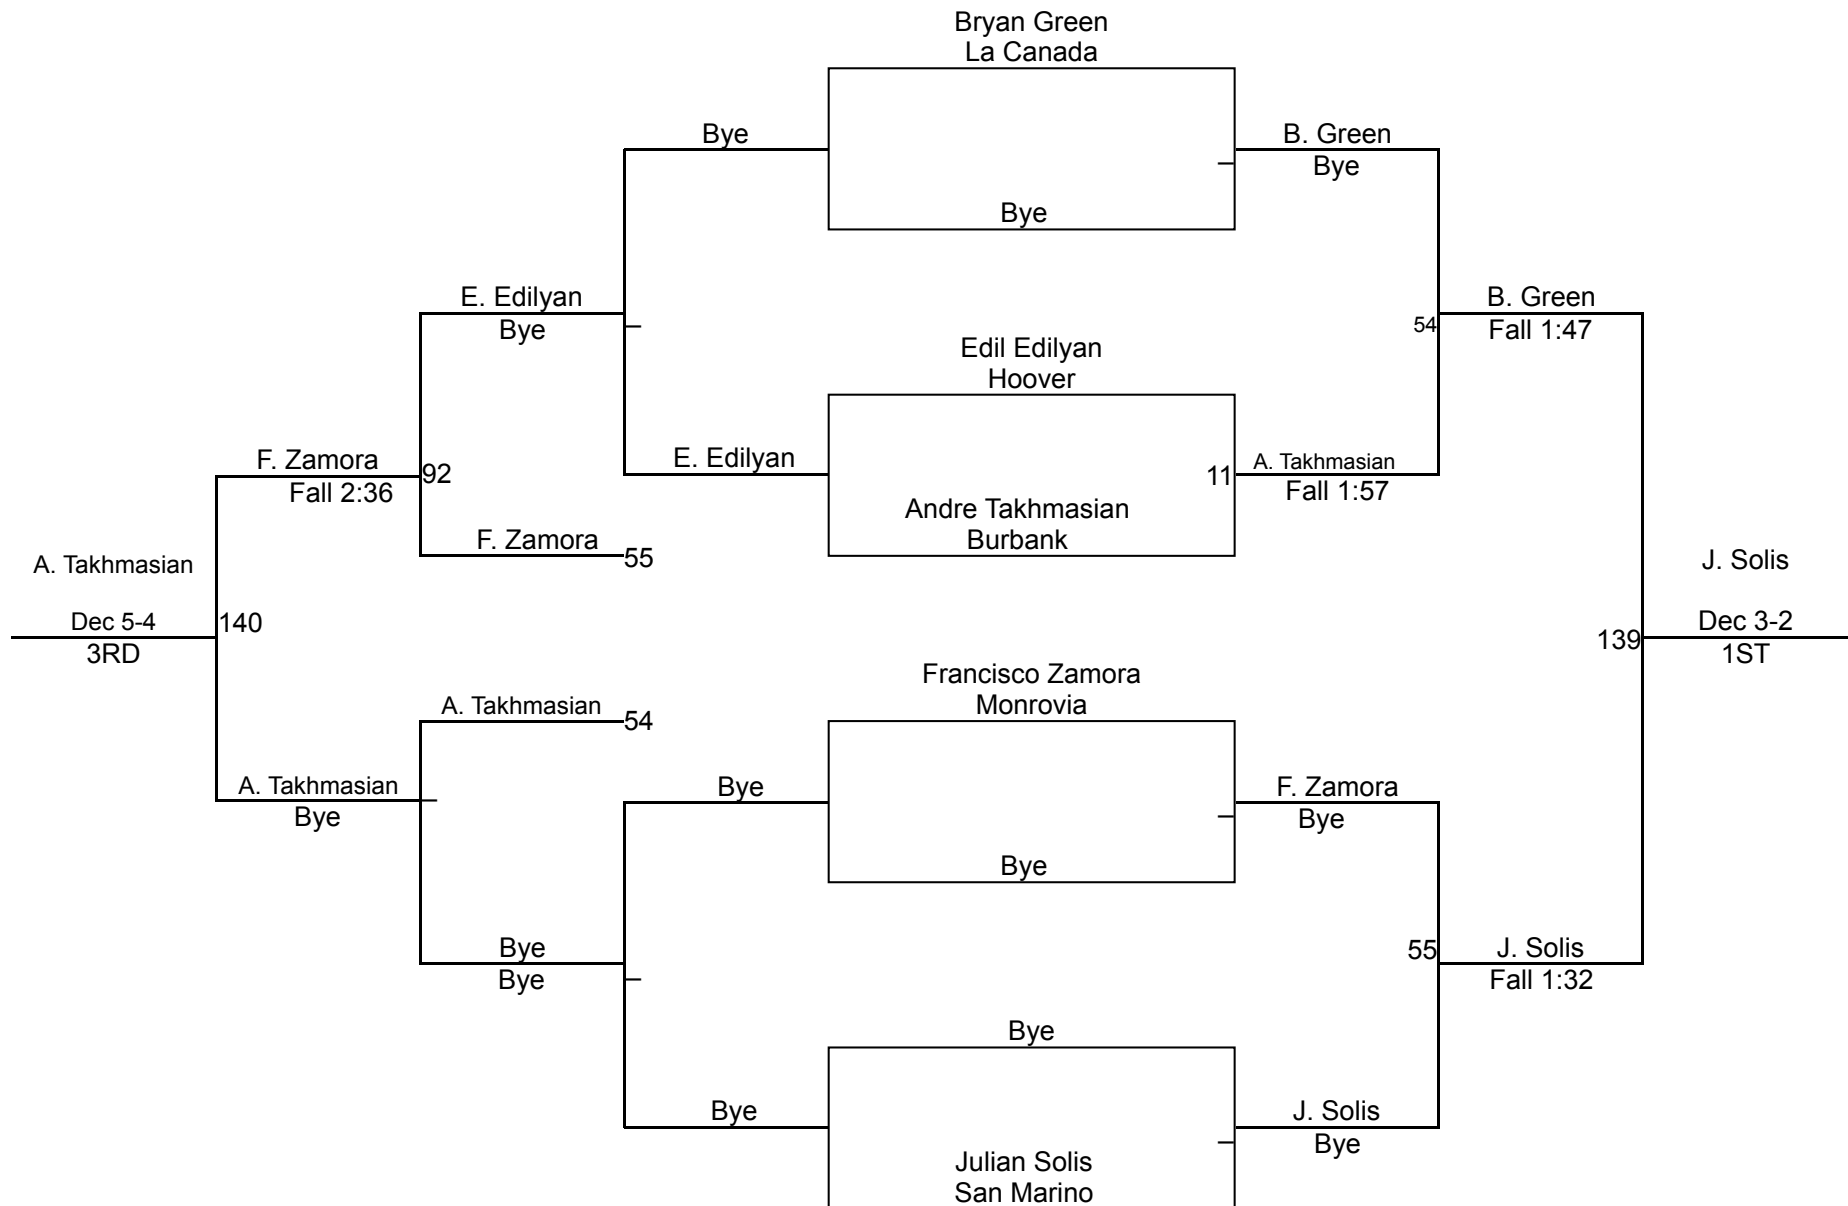 Bryan Green
La Canada
Bye
B. Green
Bye
Bye
E. Edilyan
Bye
B. Green
54
Fall 1:47
Edil Edilyan
Hoover
F. Zamora
92
Fall 2:36
E. Edilyan
11
A. Takhmasian
Fall 1:57
Andre Takhmasian
Burbank
F. Zamora
55
A. Takhmasian
J. Solis
Dec 5-4
140
3RD
139
Dec 3-2
1ST
Francisco Zamora
Monrovia
A. Takhmasian
54
A. Takhmasian
Bye
Bye
F. Zamora
Bye
Bye
Bye
Bye
55
J. Solis
Fall 1:32
Bye
Bye
J. Solis
Bye
Julian Solis
San Marino